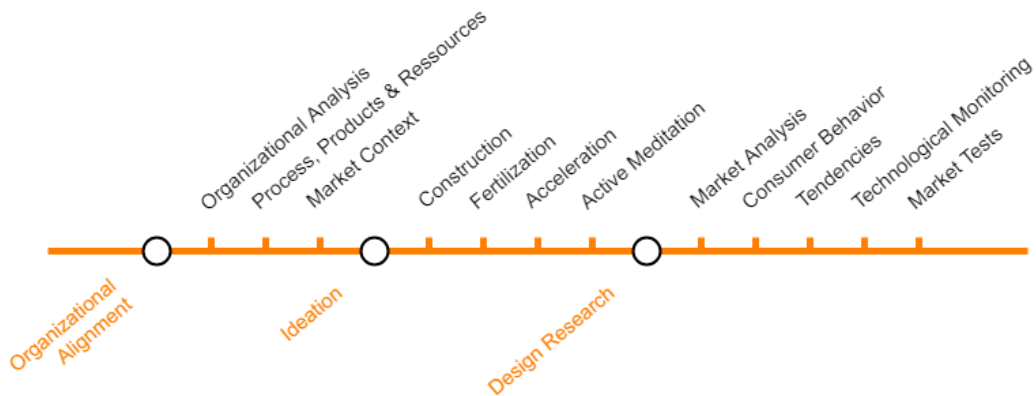 Organizational Analysis
Process, Products & Ressources
Market Context
Construction
Fertilization
Acceleration
Active Meditation
Market Analysis
Consumer Behavior
Tendencies
Technological Monitoring
Market Tests
Organizational
Alignment
Ideation
Design Research